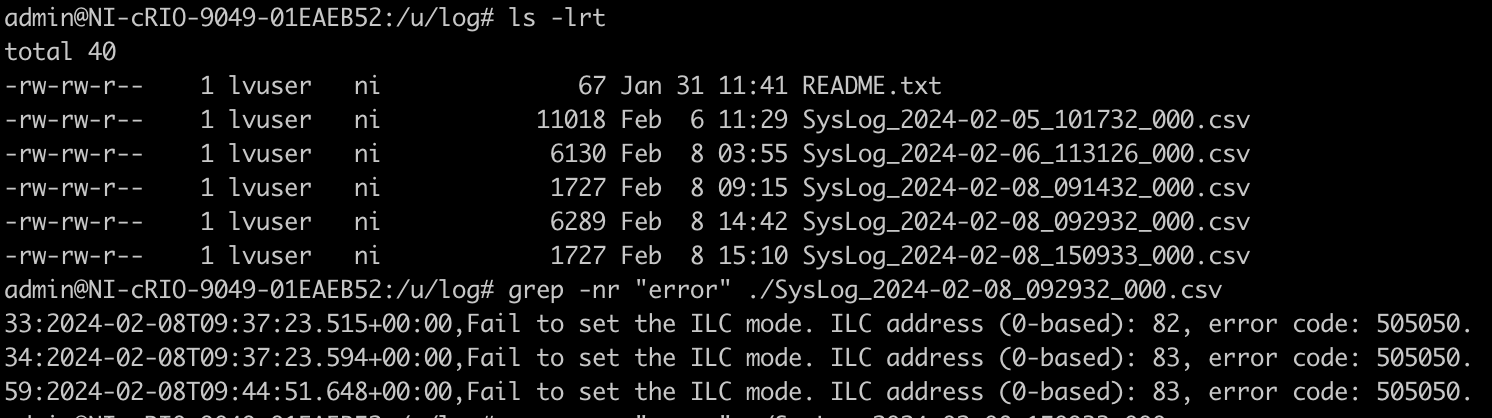 admin@NI-cRIO-9049-01EAEB52:/u/log# ls -lrt
total 40
-rw-rw-r--    1 lvuser   ni             67 Jan 31 11:41 README.txt
-rw-rw-r--    1 lvuser   ni          11018 Feb  6 11:29 SysLog_2024-02-05_101732_000.csv
-rw-rw-r--    1 lvuser   ni           6130 Feb  8 03:55 SysLog_2024-02-06_113126_000.csv
-rw-rw-r--    1 lvuser   ni           1727 Feb  8 09:15 SysLog_2024-02-08_091432_000.csv
-rw-rw-r--    1 lvuser   ni           6289 Feb  8 14:42 SysLog_2024-02-08_092932_000.csv
-rw-rw-r--    1 lvuser   ni           1727 Feb  8 15:10 SysLog_2024-02-08_150933_000.csv
admin@NI-cRIO-9049-01EAEB52:/u/log# grep -nr "error" ./SysLog_2024-02-08_092932_000.csv
33:2024-02-08T09:37:23.515+00:00,Fail to set the ILC mode. ILC address (0-based): 82, error code: 505050.
34:2024-02-08T09:37:23.594+00:00,Fail to set the ILC mode. ILC address (0-based): 83, error code: 505050.
59:2024-02-08T09:44:51.648+00:00,Fail to set the ILC mode. ILC address (0-based): 83, error code: 505050.